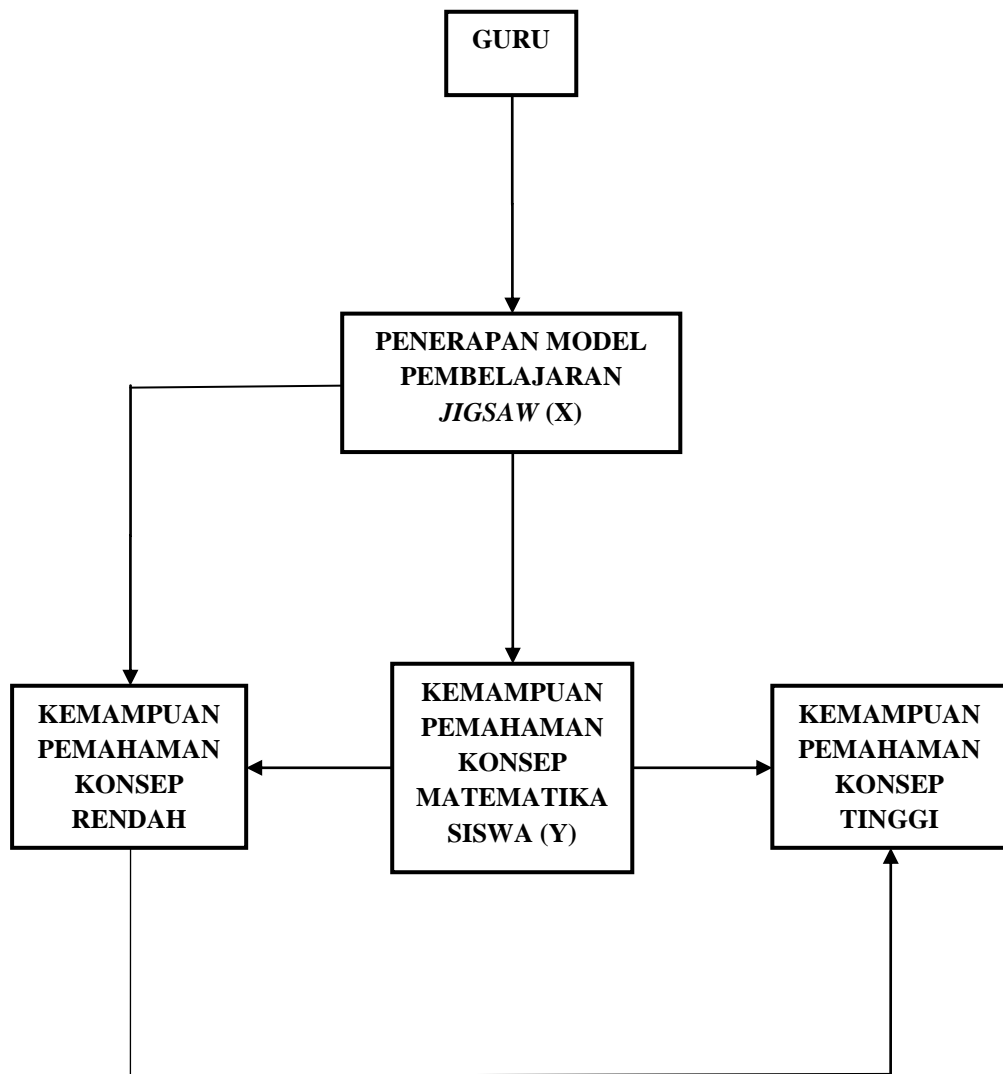 GURU
PENERAPAN MODEL
PEMBELAJARAN
JIGSAW (X)
KEMAMPUAN
PEMAHAMAN
KONSEP
RENDAH
KEMAMPUAN
PEMAHAMAN
KONSEP
MATEMATIKA
SISWA (Y)
KEMAMPUAN
PEMAHAMAN
KONSEP
TINGGI